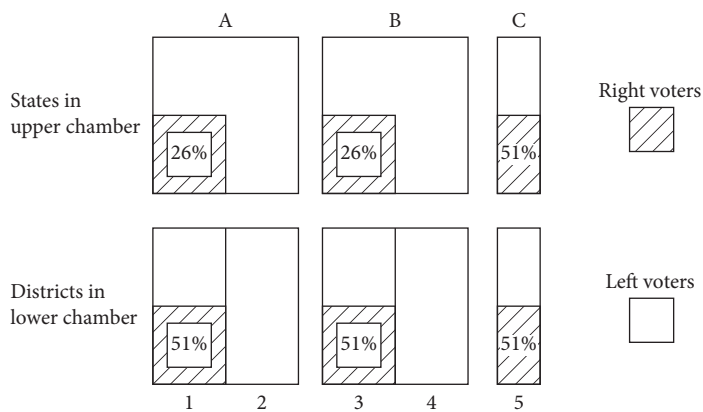 A B C
States in
upper chamber
26% 26% 51%
Right voters
Districts in
lower chamber
51% 51% 51%
Left voters
1 2 3 4 5